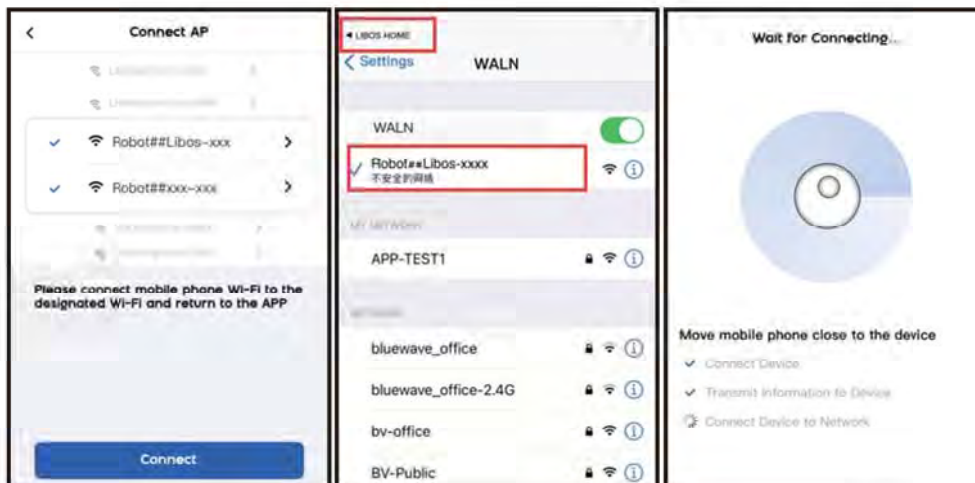 Connect AP
Robot##Libos-xxx
Robot##xxx-xxx
Please connect mobile phone Wi-Fi to the
designated Wi-Fi and return to the APP
Connect
LIBOS HOME
Settings
WALN
WALN
Robot##Libos-xxxx
不安全的网络
MY NETWORK
APP-TEST1
NETWORK
bluewave_office
bluewave_office-2.4G
bv-office
BV-Public
Wait for Connecting...
Move mobile phone close to the device
Connect Device
Transmit Information to Device
Connect Device to Network